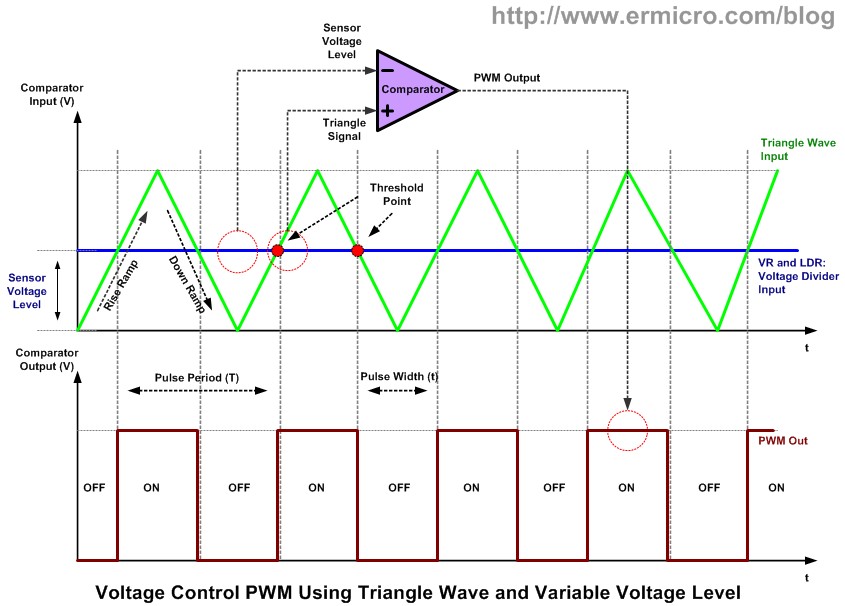 http://www.ermicro.com/blog
Sensor
Voltage
Level
Comparator
Input (V)
−
Comparator
+
PWM Output
Triangle
Signal
Triangle Wave
Input
Threshold
Point
Rise Ramp
Down Ramp
Sensor
Voltage
Level
VR and LDR:
Voltage Divider
Input
t
Comparator
Output (V)
Pulse Period (T)
Pulse Width (t)
PWM Out
OFF ON OFF ON OFF ON OFF ON OFF ON
t
Voltage Control PWM Using Triangle Wave and Variable Voltage Level